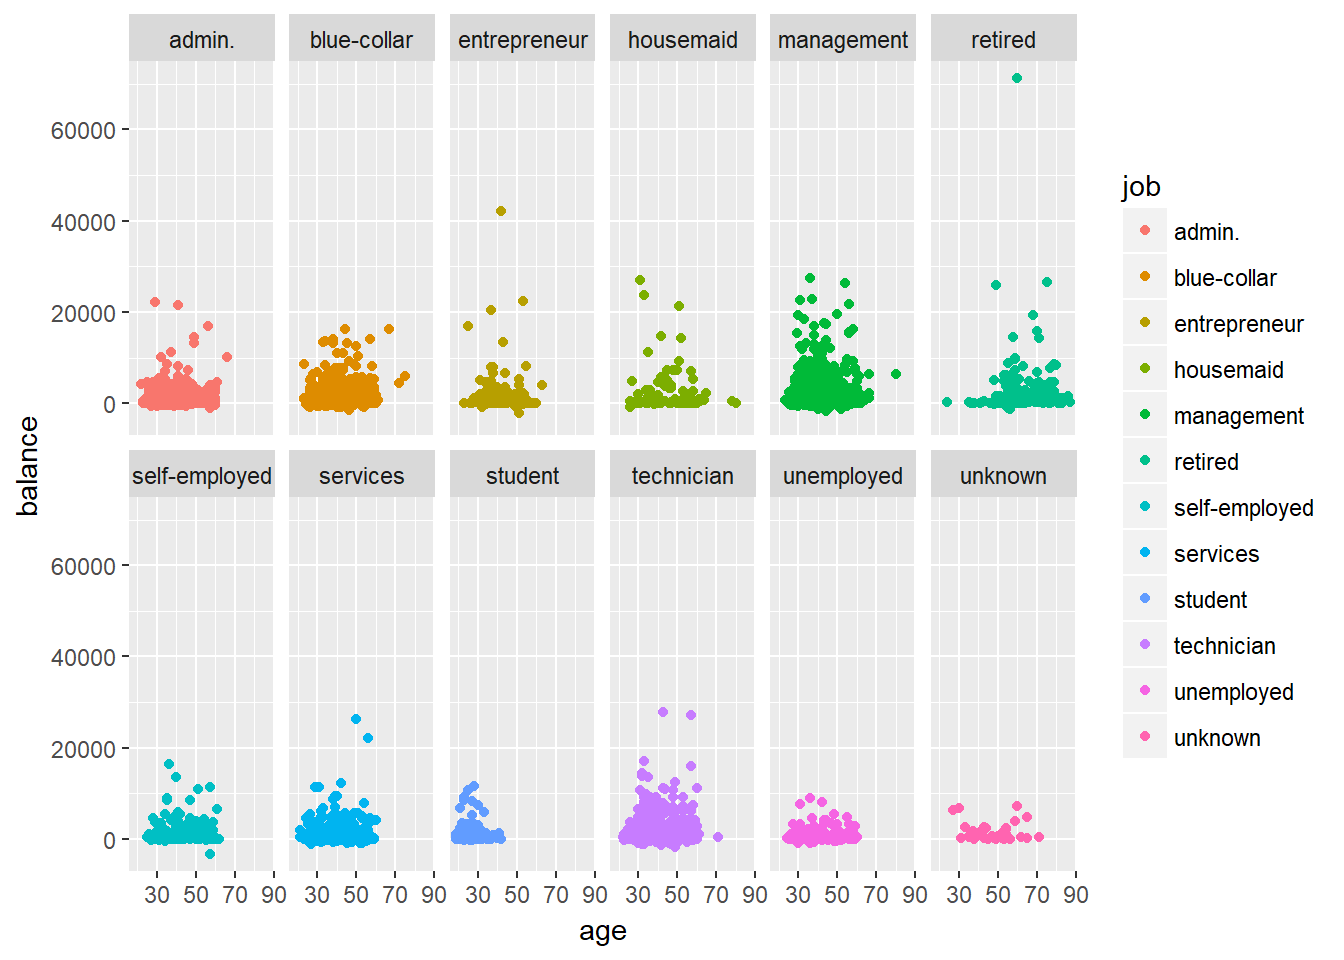 admin. blue-collar entrepreneur housemaid management retired
60000
40000
20000
0
self-employed services student technician unemployed unknown
60000
40000
20000
0
30 50 70 90 30 50 70 90 30 50 70 90 30 50 70 90 30 50 70 90 30 50 70 90
age
balance
job
admin.
blue-collar
entrepreneur
housemaid
management
retired
self-employed
services
student
technician
unemployed
unknown